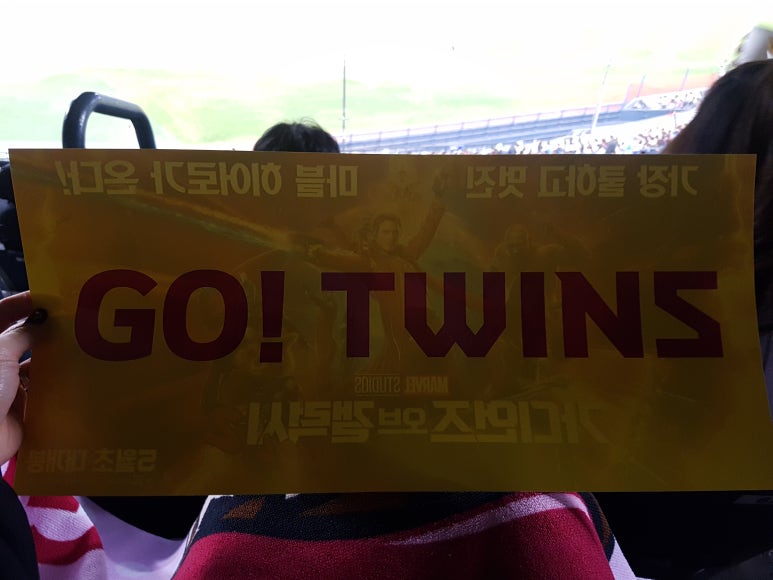 가장 쿨하고 멋진 마블 히어로가 온다!
GO! TWINS
MARVEL STUDIOS
가디언즈 오브 갤럭시
5월초 대개봉